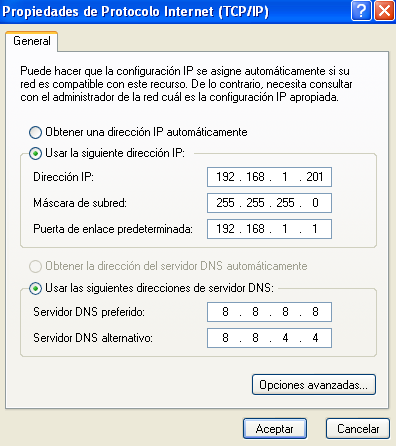 Propiedades de Protocolo Internet (TCP/IP)
General
Puede hacer que la configuración IP se asigne automáticamente si su
red es compatible con este recurso. De lo contrario, necesita consultar
con el administrador de la red cuál es la configuración IP apropiada.
Obtener una dirección IP automáticamente
Usar la siguiente dirección IP:
Dirección IP: 192 . 168 . 1 . 201
Máscara de subred: 255 . 255 . 255 . 0
Puerta de enlace predeterminada: 192 . 168 . 1 . 1
Obtener la dirección del servidor DNS automáticamente
Usar las siguientes direcciones de servidor DNS:
Servidor DNS preferido: 8 . 8 . 8 . 8
Servidor DNS alternativo: 8 . 8 . 4 . 4
Opciones avanzadas...
Aceptar Cancelar